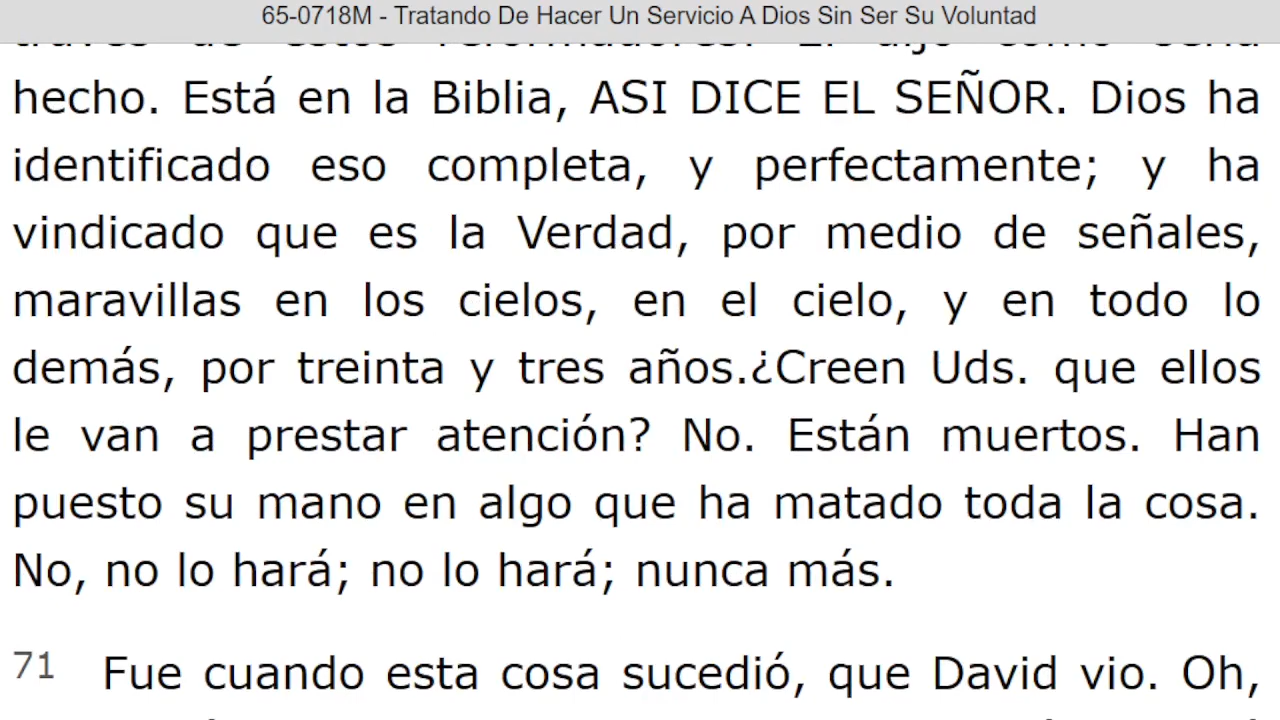 65-0718M - Tratando De Hacer Un Servicio A Dios Sin Ser Su Voluntad
hecho. Está en la Biblia, ASI DICE EL SEÑOR. Dios ha
identificado eso completa, y perfectamente; y ha
vindicado que es la Verdad, por medio de señales,
maravillas en los cielos, en el cielo, y en todo lo
demás, por treinta y tres años.¿Creen Uds. que ellos
le van a prestar atención? No. Están muertos. Han
puesto su mano en algo que ha matado toda la cosa.
No, no lo hará; no lo hará; nunca más.
71 Fue cuando esta cosa sucedió, que David vio. Oh,